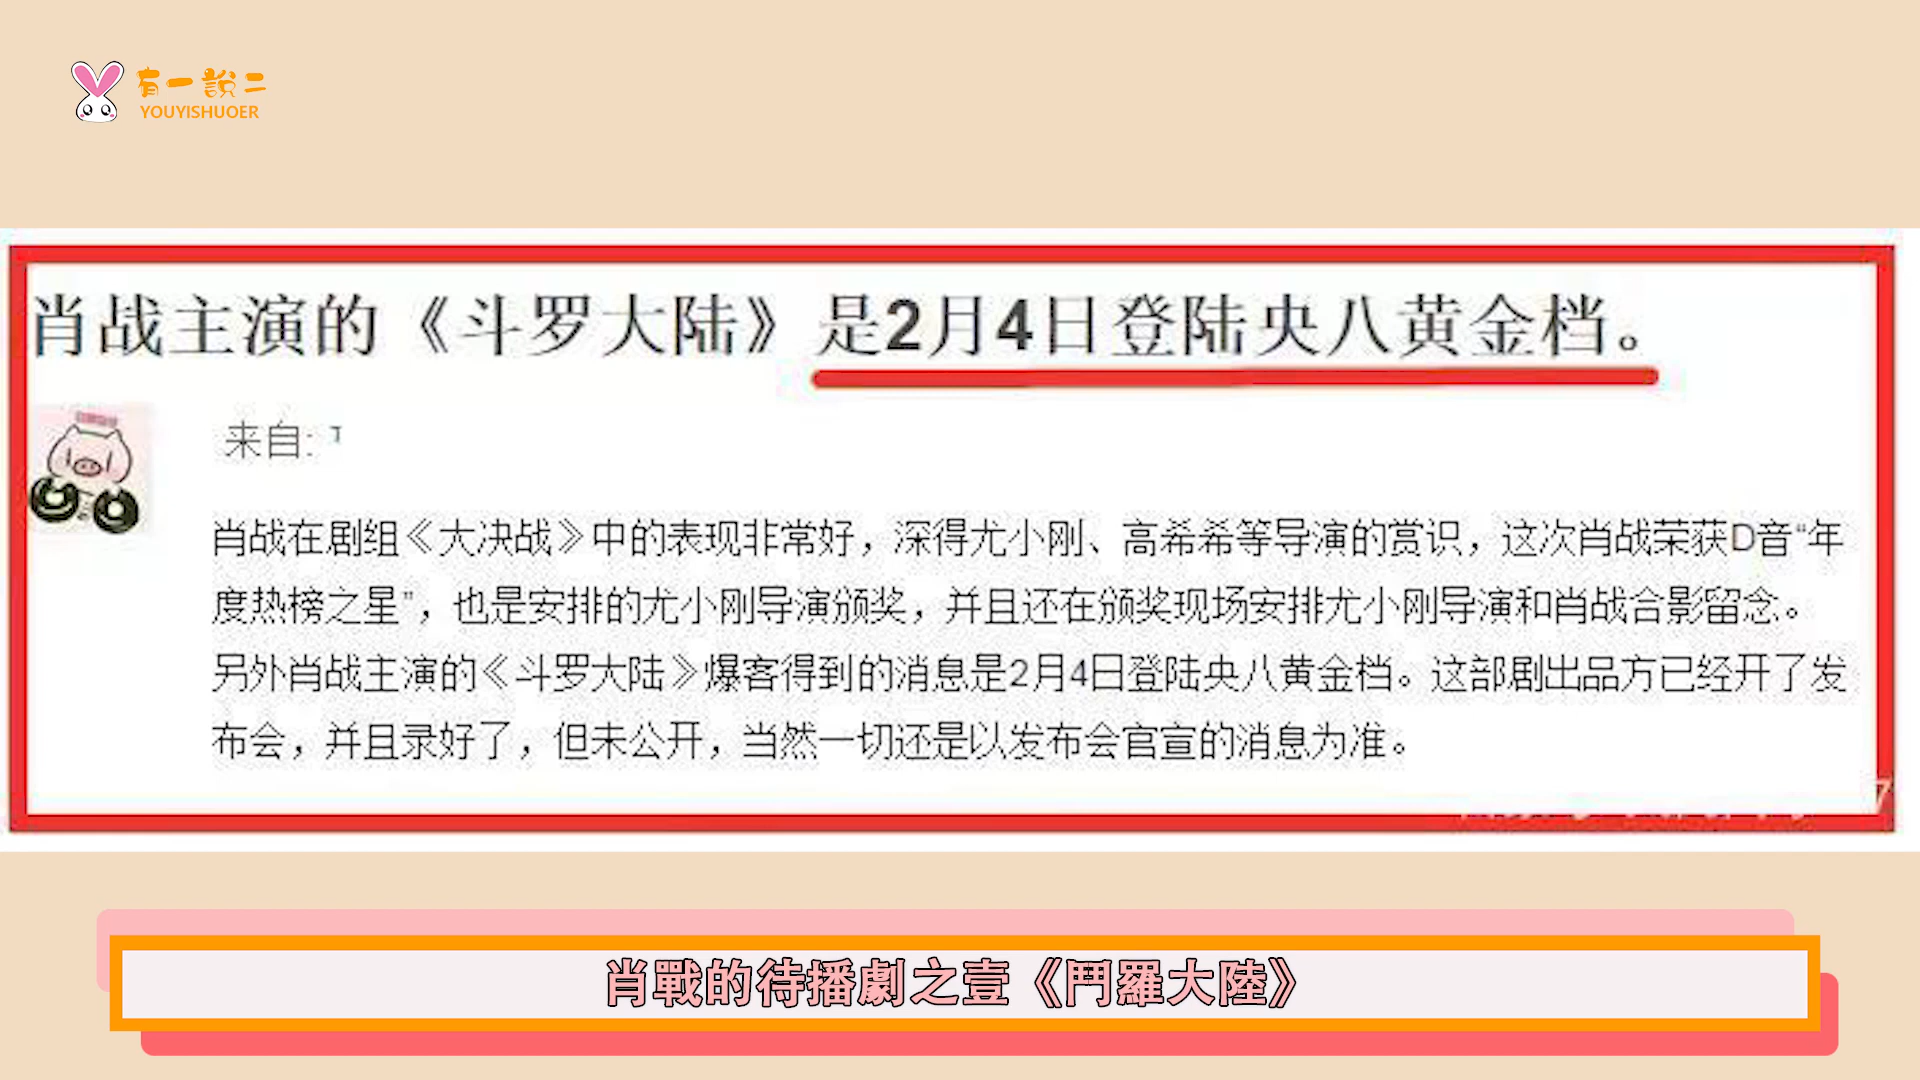 有一說二
YOUYISHUOER
肖战主演的《斗罗大陆》是2月4日登陆央八黄金档。
来自:
肖战在剧组《大决战》中的表现非常好，深得尤小刚、高希希等导演的赏识，这次肖战荣获D音“年
度热榜之星”，也是安排的尤小刚导演颁奖，并且还在颁奖现场安排尤小刚导演和肖战合影留念。
另外肖战主演的《斗罗大陆》爆客得到的消息是2月4日登陆央八黄金档。这部剧出品方已经开了发
布会，并且录好了，但未公开，当然一切还是以发布会官宣的消息为准。
肖戰的待播劇之壹《鬥羅大陸》